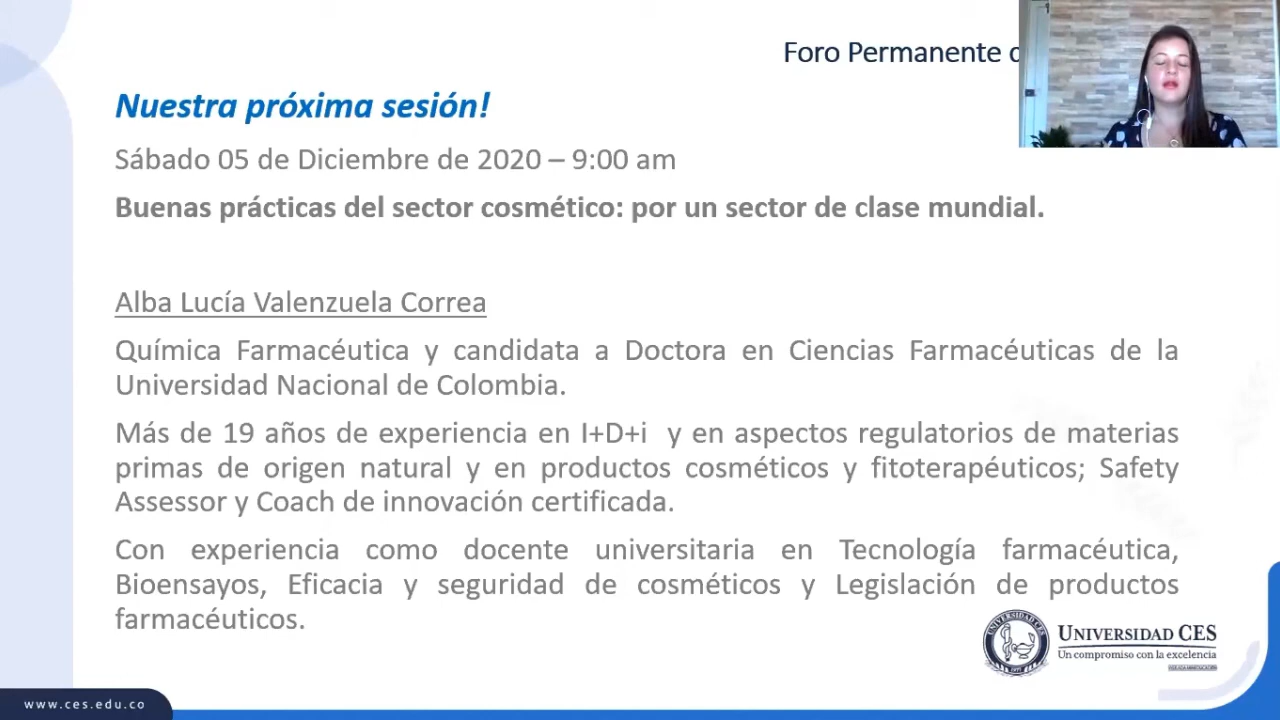 Foro Permanente d
Nuestra próxima sesión!
Sábado 05 de Diciembre de 2020 – 9:00 am
Buenas prácticas del sector cosmético: por un sector de clase mundial.
Alba Lucía Valenzuela Correa
Química Farmacéutica y candidata a Doctora en Ciencias Farmacéuticas de la
Universidad Nacional de Colombia.
Más de 19 años de experiencia en I+D+i y en aspectos regulatorios de materias
primas de origen natural y en productos cosméticos y fitoterapéuticos; Safety
Assessor y Coach de innovación certificada.
Con experiencia como docente universitaria en Tecnología farmacéutica,
Bioensayos, Eficacia y seguridad de cosméticos y Legislación de productos
farmacéuticos.
UNIVERSIDAD CES
Un compromiso con la excelencia
www.ces.edu.co